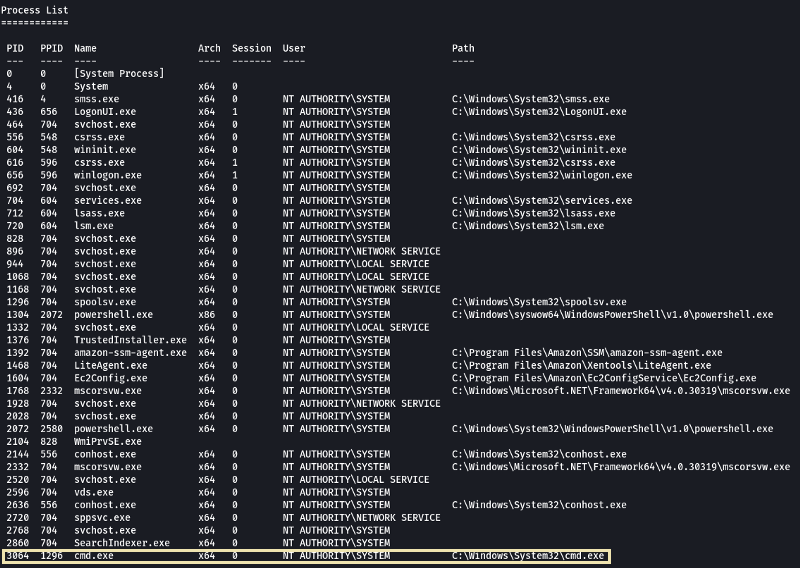 Process List
============
PID PPID Name Arch Session User Path
--- ---- ---- ---- ------- ---- ----
0 0 [System Process]
4 0 System x64 0
416 4 smss.exe x64 0 NT AUTHORITY\SYSTEM C:\Windows\System32\smss.exe
436 656 LogonUI.exe x64 1 NT AUTHORITY\SYSTEM C:\Windows\System32\LogonUI.exe
464 704 svchost.exe x64 0 NT AUTHORITY\SYSTEM
556 548 csrss.exe x64 0 NT AUTHORITY\SYSTEM C:\Windows\System32\csrss.exe
604 548 wininit.exe x64 0 NT AUTHORITY\SYSTEM C:\Windows\System32\wininit.exe
616 596 csrss.exe x64 1 NT AUTHORITY\SYSTEM C:\Windows\System32\csrss.exe
656 596 winlogon.exe x64 1 NT AUTHORITY\SYSTEM C:\Windows\System32\winlogon.exe
692 704 svchost.exe x64 0 NT AUTHORITY\SYSTEM
704 604 services.exe x64 0 NT AUTHORITY\SYSTEM C:\Windows\System32\services.exe
712 604 lsass.exe x64 0 NT AUTHORITY\SYSTEM C:\Windows\System32\lsass.exe
720 604 lsm.exe x64 0 NT AUTHORITY\SYSTEM C:\Windows\System32\lsm.exe
828 704 svchost.exe x64 0 NT AUTHORITY\SYSTEM
896 704 svchost.exe x64 0 NT AUTHORITY\NETWORK SERVICE
944 704 svchost.exe x64 0 NT AUTHORITY\LOCAL SERVICE
1068 704 svchost.exe x64 0 NT AUTHORITY\LOCAL SERVICE
1168 704 svchost.exe x64 0 NT AUTHORITY\NETWORK SERVICE
1296 704 spoolsv.exe x64 0 NT AUTHORITY\SYSTEM C:\Windows\System32\spoolsv.exe
1304 2072 powershell.exe x86 0 NT AUTHORITY\SYSTEM C:\Windows\syswow64\WindowsPowerShell\v1.0\powershell.exe
1332 704 svchost.exe x64 0 NT AUTHORITY\LOCAL SERVICE
1376 704 TrustedInstaller.exe x64 0 NT AUTHORITY\SYSTEM
1392 704 amazon-ssm-agent.exe x64 0 NT AUTHORITY\SYSTEM C:\Program Files\Amazon\SSM\amazon-ssm-agent.exe
1468 704 LiteAgent.exe x64 0 NT AUTHORITY\SYSTEM C:\Program Files\Amazon\Xentools\LiteAgent.exe
1604 704 Ec2Config.exe x64 0 NT AUTHORITY\SYSTEM C:\Program Files\Amazon\Ec2ConfigService\Ec2Config.exe
1768 2332 mscorsvw.exe x64 0 NT AUTHORITY\SYSTEM C:\Windows\Microsoft.NET\Framework64\v4.0.30319\mscorsvw.exe
1928 704 svchost.exe x64 0 NT AUTHORITY\NETWORK SERVICE
2028 704 svchost.exe x64 0 NT AUTHORITY\SYSTEM
2072 2580 powershell.exe x64 0 NT AUTHORITY\SYSTEM C:\Windows\System32\WindowsPowerShell\v1.0\powershell.exe
2104 828 WmiPrvSE.exe
2144 556 conhost.exe x64 0 NT AUTHORITY\SYSTEM C:\Windows\System32\conhost.exe
2332 704 mscorsvw.exe x64 0 NT AUTHORITY\SYSTEM C:\Windows\Microsoft.NET\Framework64\v4.0.30319\mscorsvw.exe
2520 704 svchost.exe x64 0 NT AUTHORITY\LOCAL SERVICE
2596 704 vds.exe x64 0 NT AUTHORITY\SYSTEM
2636 556 conhost.exe x64 0 NT AUTHORITY\SYSTEM C:\Windows\System32\conhost.exe
2720 704 sppsvc.exe x64 0 NT AUTHORITY\NETWORK SERVICE
2768 704 svchost.exe x64 0 NT AUTHORITY\SYSTEM
2860 704 SearchIndexer.exe x64 0 NT AUTHORITY\SYSTEM
3064 1296 cmd.exe x64 0 NT AUTHORITY\SYSTEM C:\Windows\System32\cmd.exe